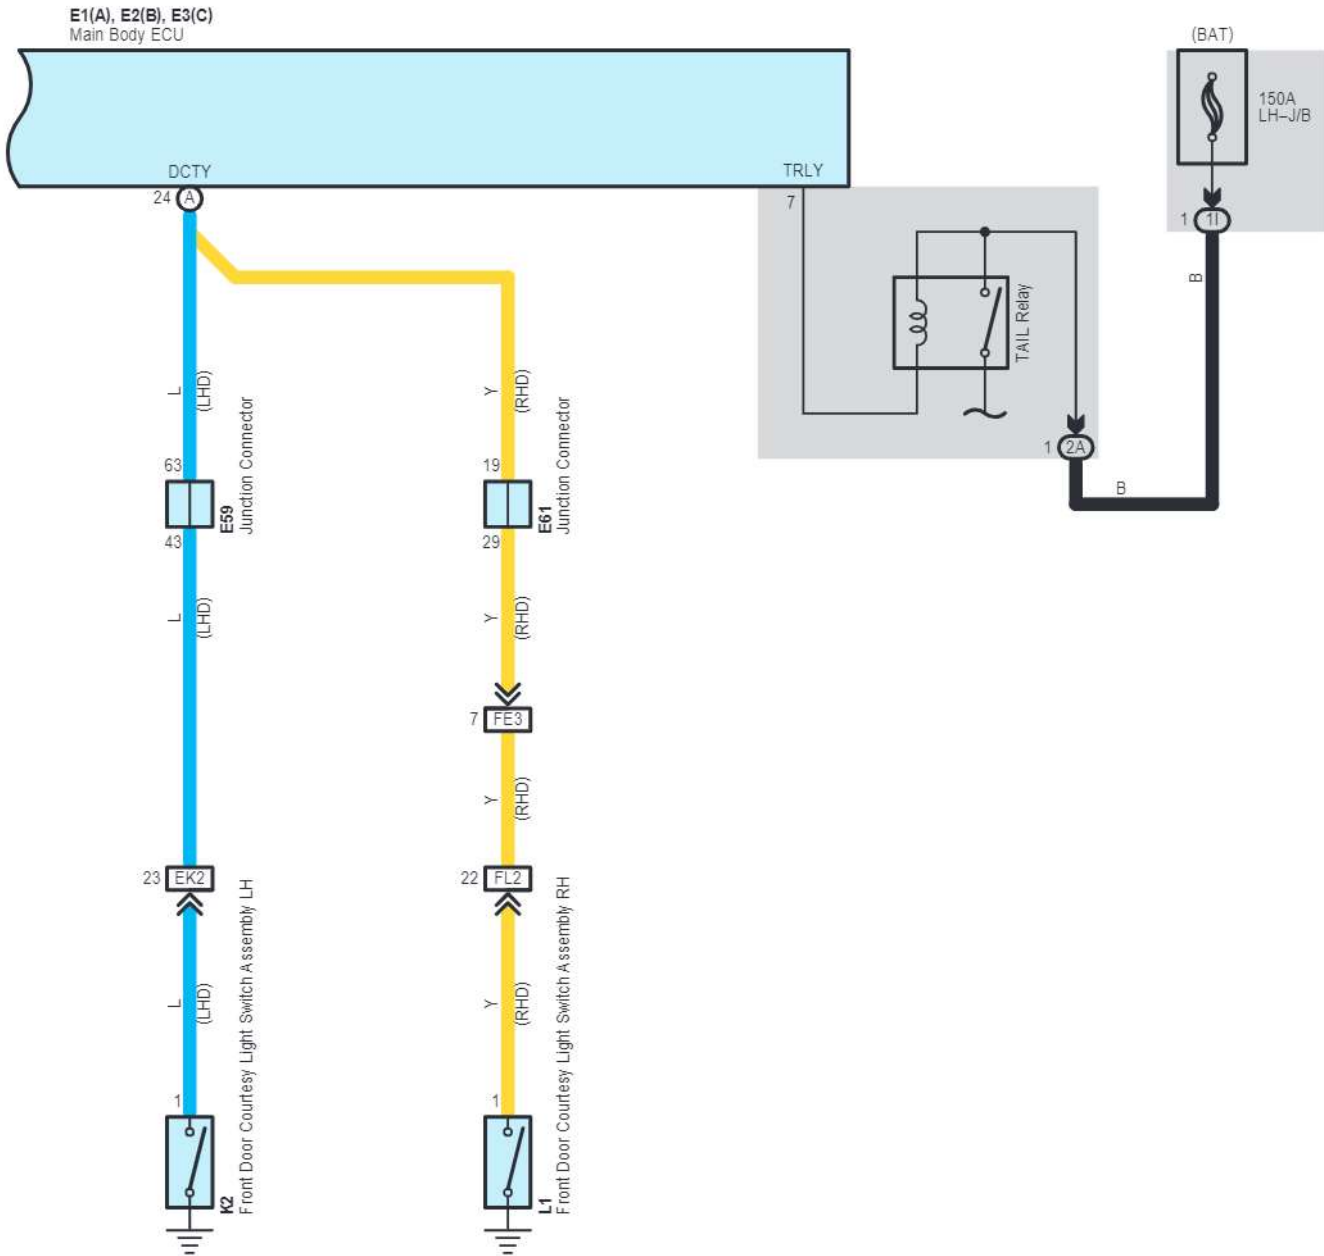 E1(A), E2(B), E3(C)
Main Body ECU
(BAT)
150A
LH–J/B
DCTY
TRLY
24 A
7
1 1I
B
TAIL Relay
L
(LHD)
Y
(RHD)
1 2A
B
63
E59
Junction Connector
43
19
E61
Junction Connector
29
L
(LHD)
Y
(RHD)
7 FE3
Y
(RHD)
23 EK2
22 FL2
L
(LHD)
Y
(RHD)
1
K2
Front Door Courtesy Light Switch Assembly LH
1
L1
Front Door Courtesy Light Switch Assembly RH